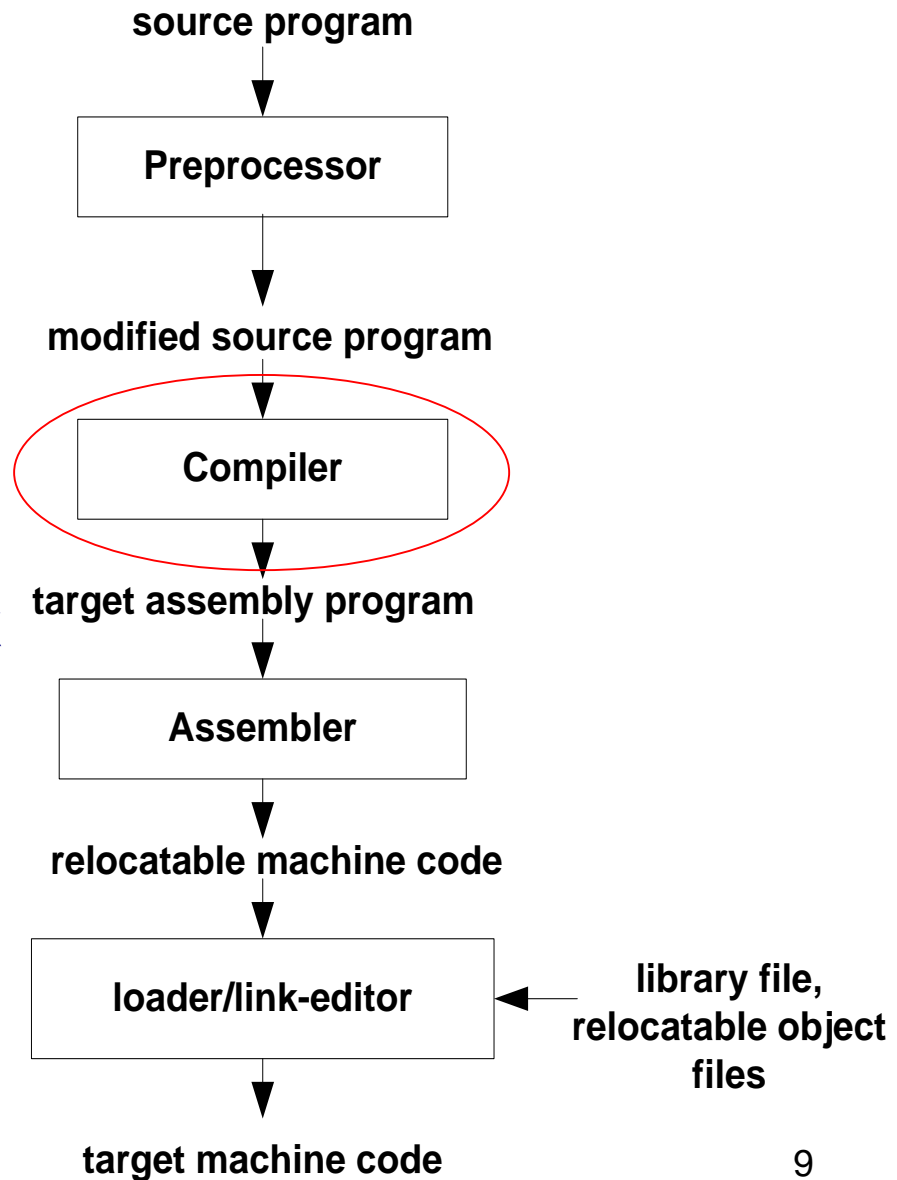 source program
Preprocessor
modified source program
Compiler
target assembly program
Assembler
relocatable machine code
loader/link-editor
library file,
relocatable object
files
target machine code
9